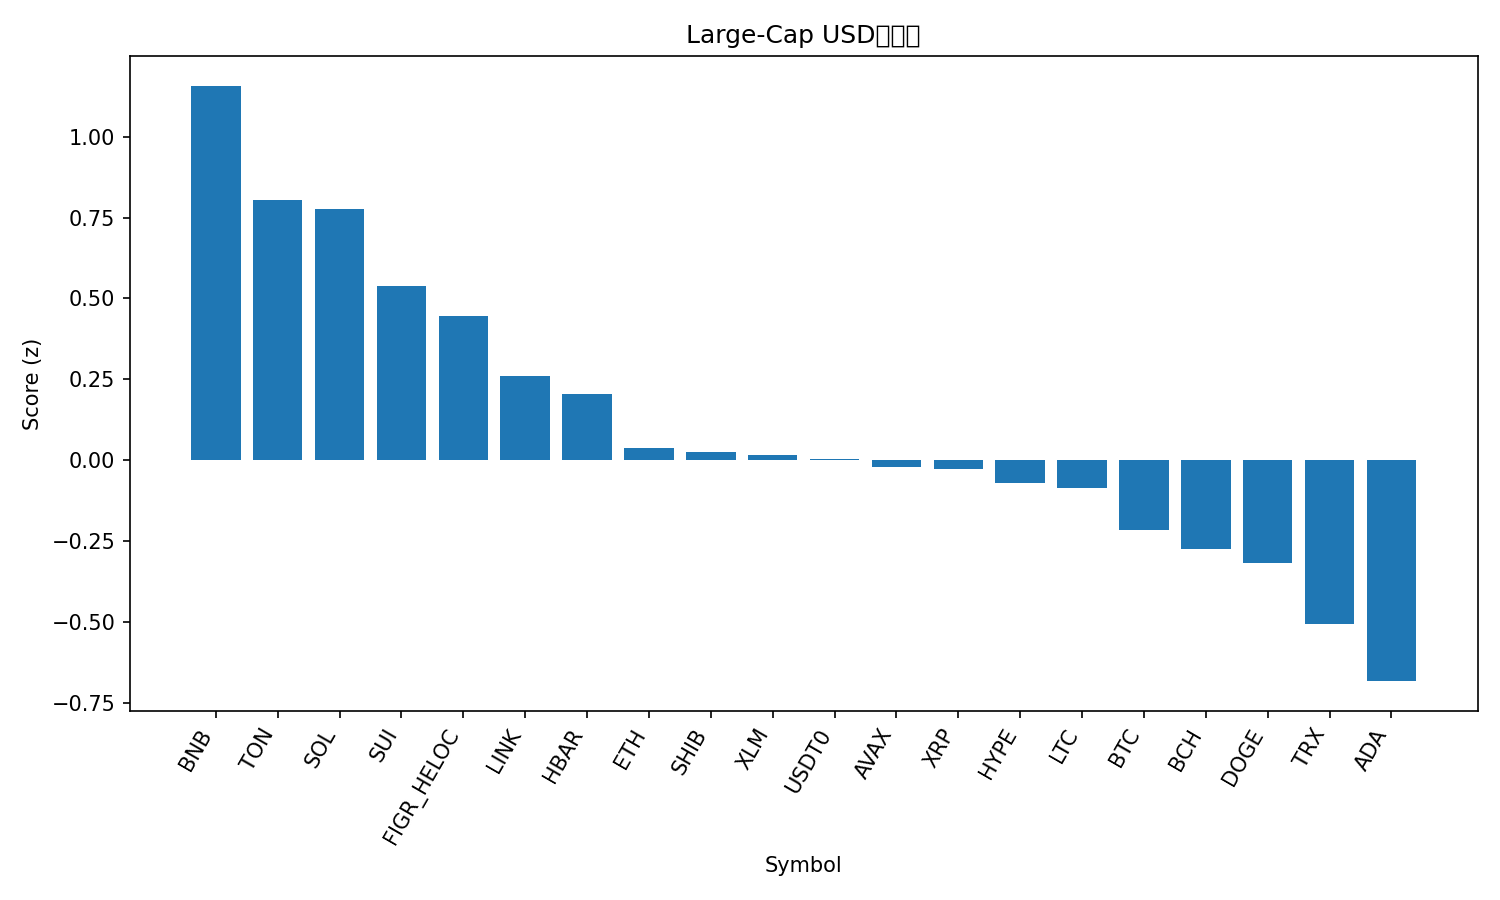 Large-Cap USD
Score (z)
1.00
0.75
0.50
0.25
0.00
−0.25
−0.50
−0.75
BNB
TON
SOL
SUI
FIGR_HELOC
LINK
HBAR
ETH
SHIB
XLM
USDT0
AVAX
XRP
HYPE
LTC
BTC
BCH
DOGE
TRX
ADA
Symbol